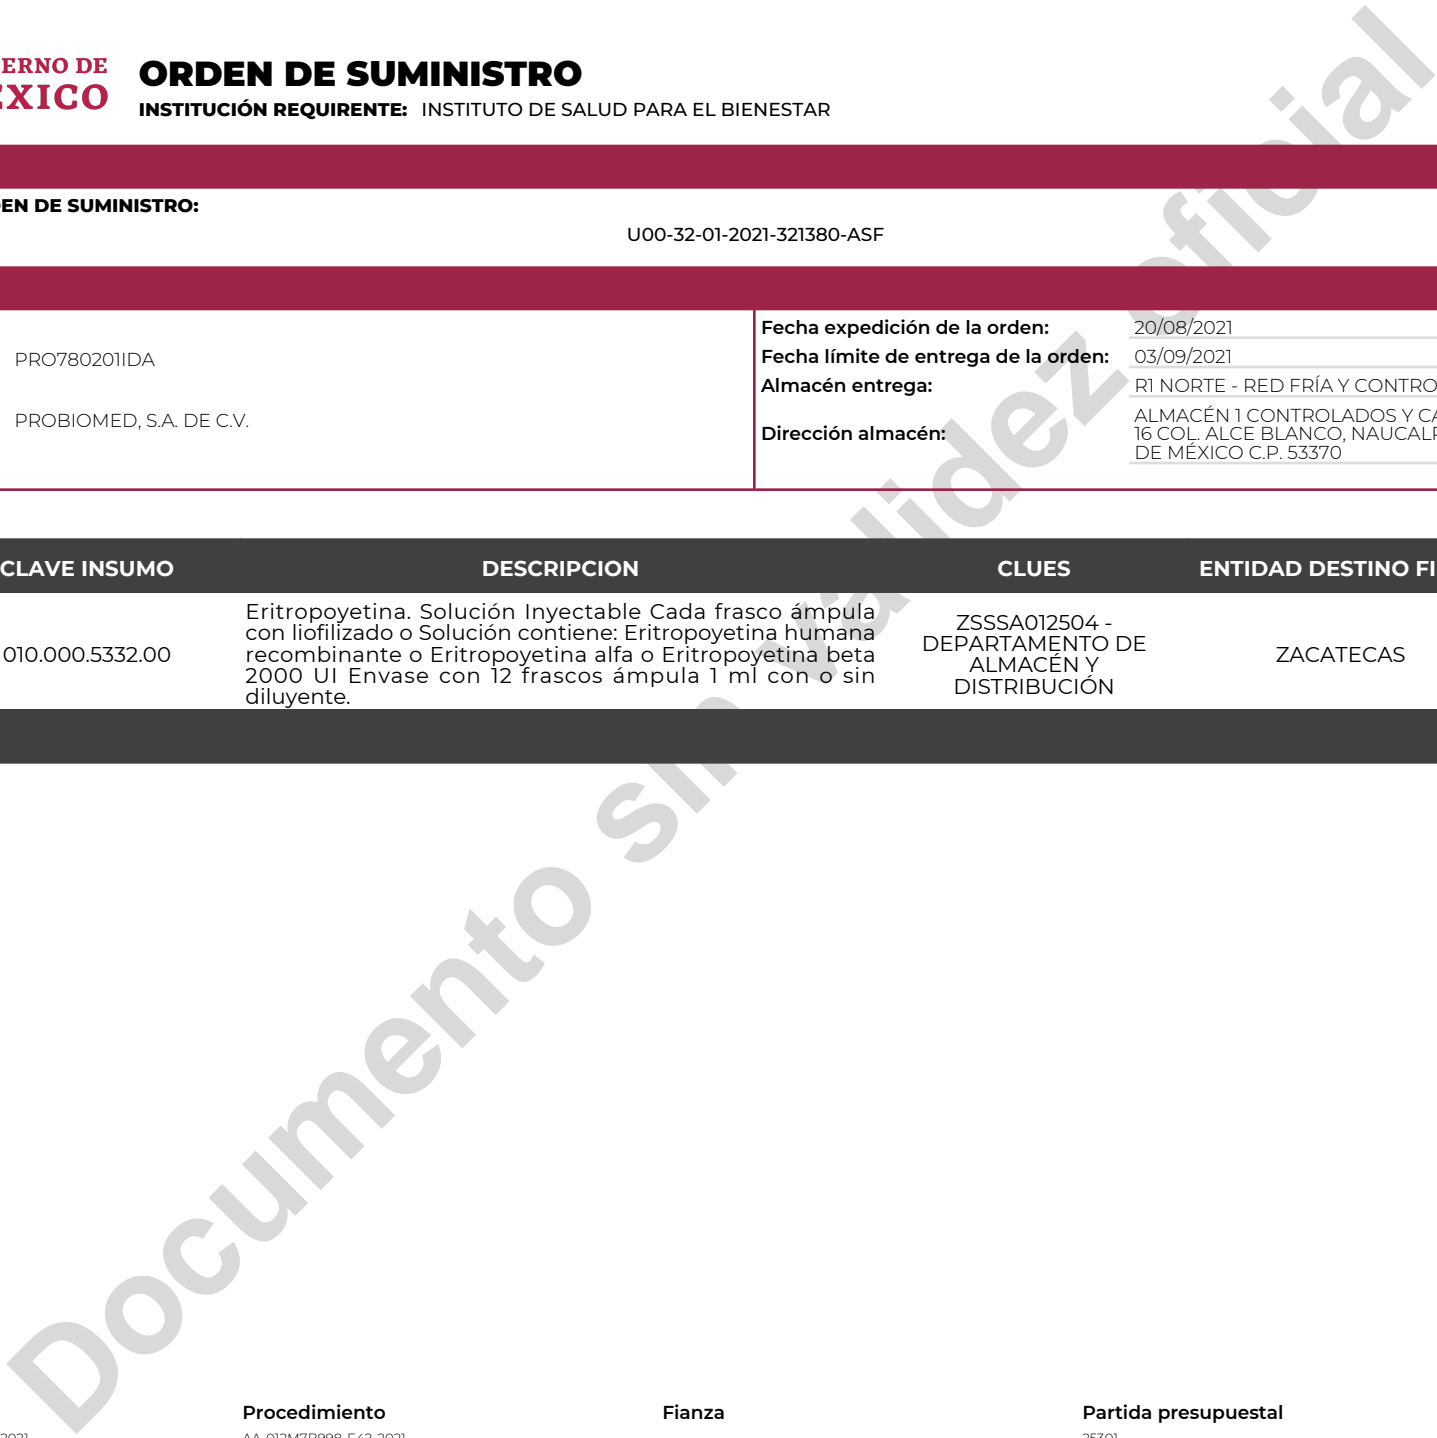 ERNO DE
ORDEN DE SUMINISTRO
INSTITUCIÓN REQUIRENTE: INSTITUTO DE SALUD PARA EL BIENESTAR
EN DE SUMINISTRO:
U00-32-01-2021-321380-ASF
PRO780201IDA
PROBIOMED, S.A. DE C.V.
Fecha expedición de la orden: 20/08/2021
Fecha límite de entrega de la orden: 03/09/2021
Almacén entrega: R1 NORTE - RED FRÍA Y CONTRO
Dirección almacén: ALMACÉN 1 CONTROLADOS Y CA
16 COL. ALCE BLANCO, NAUCALP
DE MÉXICO C.P. 53370
CLAVE INSUMO DESCRIPCION CLUES ENTIDAD DESTINO FI
010.000.5332.00
Eritropoyetina. Solución Inyectable Cada frasco ámpula
con liofilizado o Solución contiene: Eritropoyetina humana
recombinante o Eritropoyetina alfa o Eritropoyetina beta
2000 UI Envase con 12 frascos ámpula 1 ml con o sin
diluyente.
ZSSSA012504 -
DEPARTAMENTO DE
ALMACÉN Y
DISTRIBUCIÓN
ZACATECAS
Documento sin validez oficial
Procedimiento Fianza Partida presupuestal